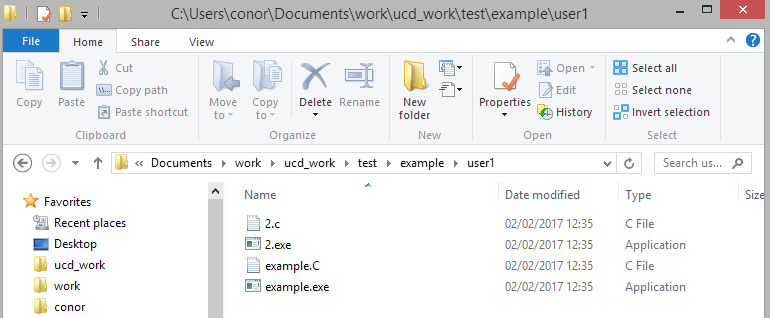 C:\Users\conor\Documents\work\ucd_work\test\example\user1
File Home Share View
Copy Paste Cut Copy path Paste shortcut
Clipboard
Move to Copy to Delete Rename
Organize
New folder
New
Properties Open Edit History
Open
Select all Select none Invert selection
Select
« Documents work ucd_work test example user1 Search us...
Favorites
Recent places
Desktop
ucd_work
work
conor
Name Date modified Type Size
2.c 02/02/2017 12:35 C File
2.exe 02/02/2017 12:35 Application
example.C 02/02/2017 12:35 C File
example.exe 02/02/2017 12:35 Application